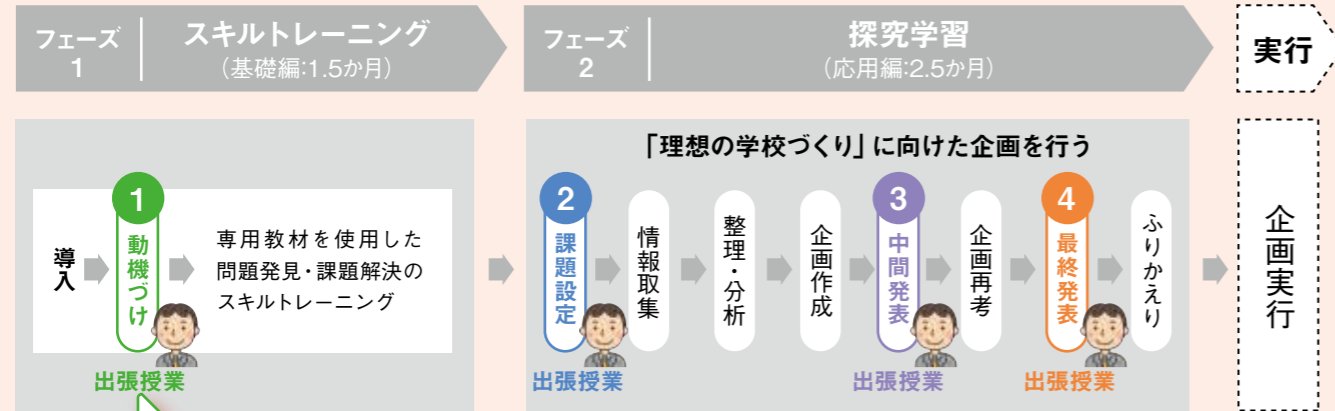 フェーズ
1
スキルトレーニング
（基礎編:1.5か月）
フェーズ
2
探究学習
（応用編:2.5か月）
実行
導入
1
動機づけ
専用教材を使用した
問題発見・課題解決の
スキルトレーニング
出張授業
「理想の学校づくり」に向けた企画を行う
2
課題設定
出張授業
情報取集
整理・分析
企画作成
3
中間発表
出張授業
企画再考
4
最終発表
出張授業
ふりかえり
企画実行